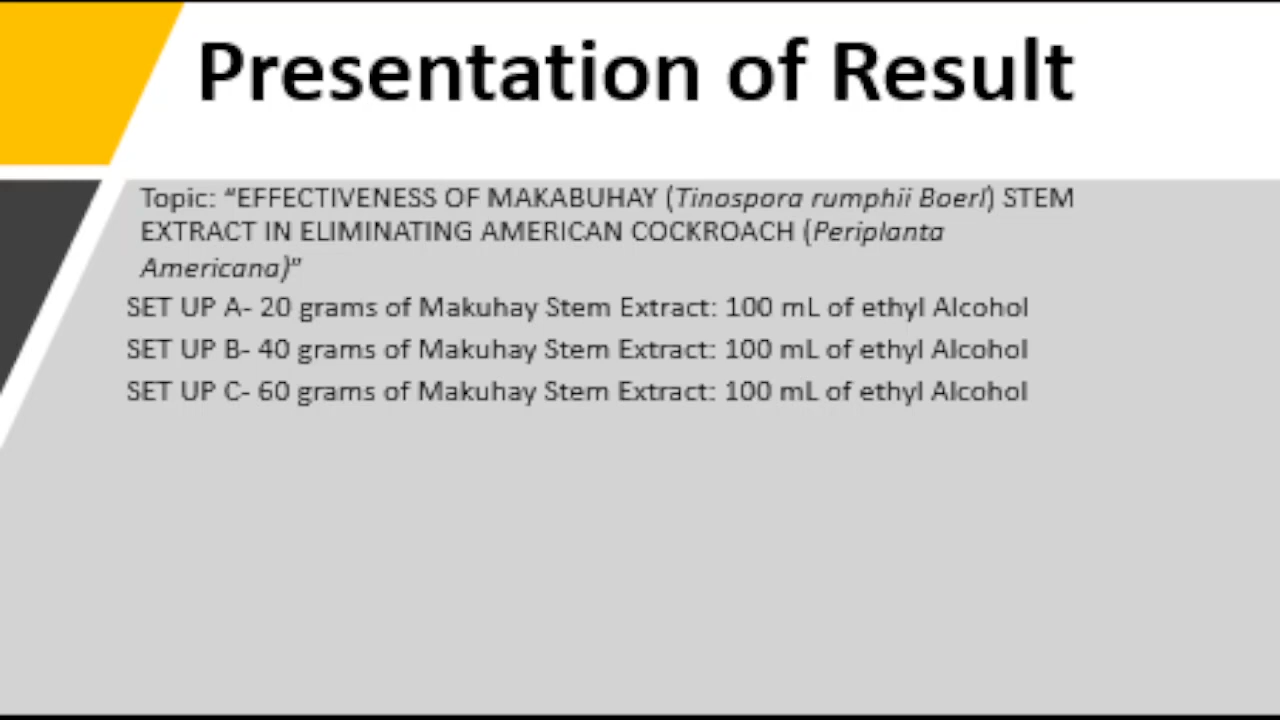 Presentation of Result
Topic: “EFFECTIVENESS OF MAKABUHAY (Tinospora rumphii Boerl) STEM
EXTRACT IN ELIMINATING AMERICAN COCKROACH (Periplanta
Americana)”
SET UP A- 20 grams of Makuhay Stem Extract: 100 mL of ethyl Alcohol
SET UP B- 40 grams of Makuhay Stem Extract: 100 mL of ethyl Alcohol
SET UP C- 60 grams of Makuhay Stem Extract: 100 mL of ethyl Alcohol